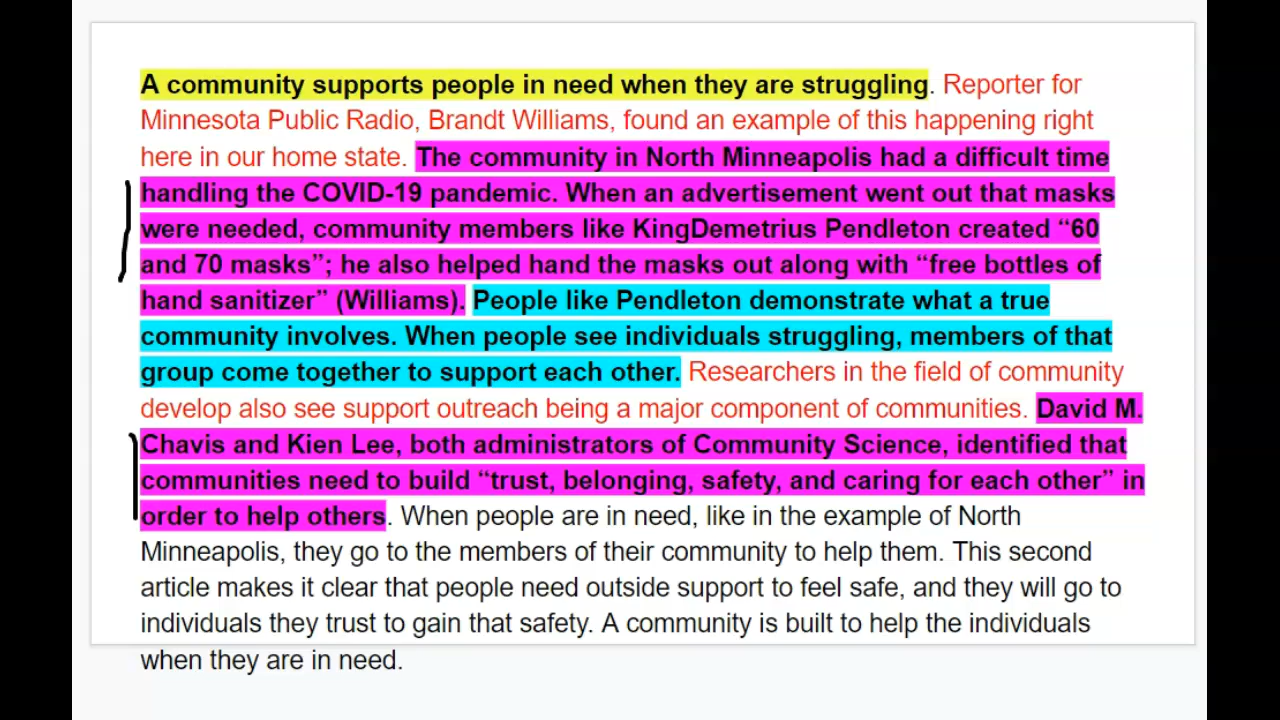 A community supports people in need when they are struggling. Reporter for
Minnesota Public Radio, Brandt Williams, found an example of this happening right
here in our home state. The community in North Minneapolis had a difficult time
handling the COVID-19 pandemic. When an advertisement went out that masks
were needed, community members like KingDemetrius Pendleton created “60
and 70 masks”; he also helped hand the masks out along with “free bottles of
hand sanitizer” (Williams). People like Pendleton demonstrate what a true
community involves. When people see individuals struggling, members of that
group come together to support each other. Researchers in the field of community
develop also see support outreach being a major component of communities. David M.
Chavis and Kien Lee, both administrators of Community Science, identified that
communities need to build “trust, belonging, safety, and caring for each other” in
order to help others. When people are in need, like in the example of North
Minneapolis, they go to the members of their community to help them. This second
article makes it clear that people need outside support to feel safe, and they will go to
individuals they trust to gain that safety. A community is built to help the individuals
when they are in need.